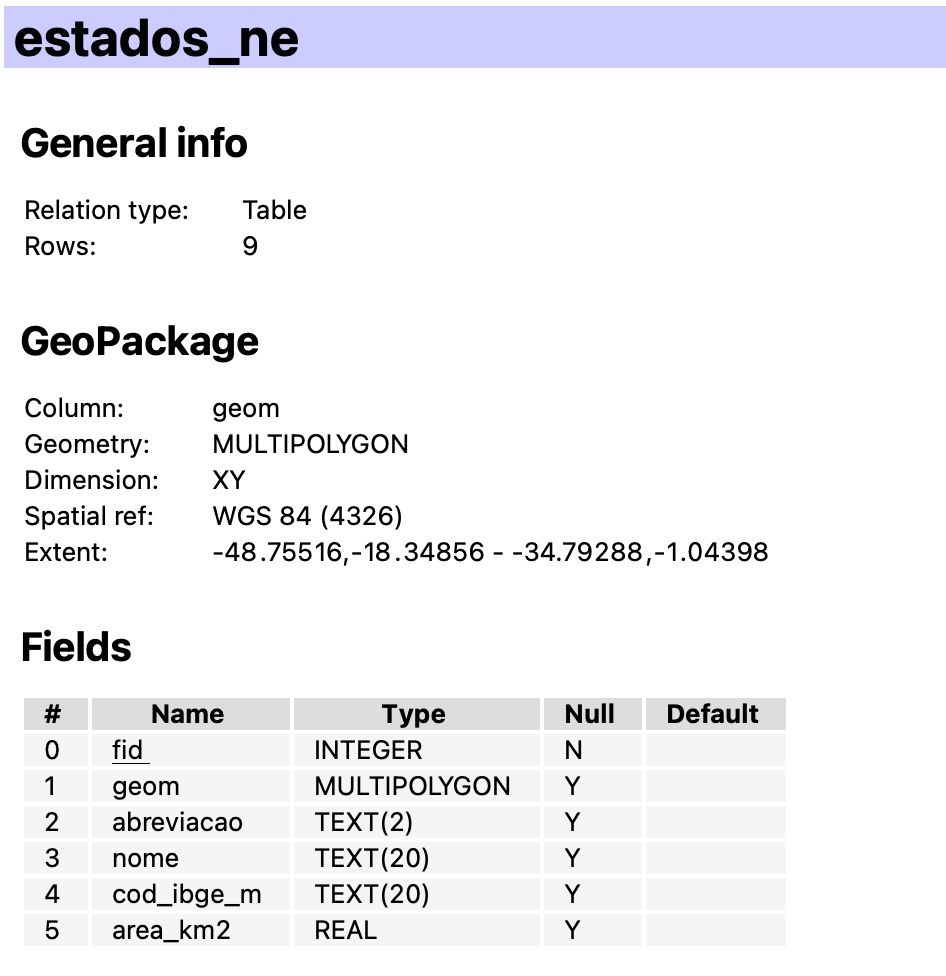 estados_ne
General info
Relation type: Table
Rows: 9
GeoPackage
Column: geom
Geometry: MULTIPOLYGON
Dimension: XY
Spatial ref: WGS 84 (4326)
Extent: -48.75516,-18.34856 - -34.79288,-1.04398
Fields
# Name Type Null Default
0 fid INTEGER N
1 geom MULTIPOLYGON Y
2 abreviacao TEXT(2) Y
3 nome TEXT(20) Y
4 cod_ibge_m TEXT(20) Y
5 area_km2 REAL Y